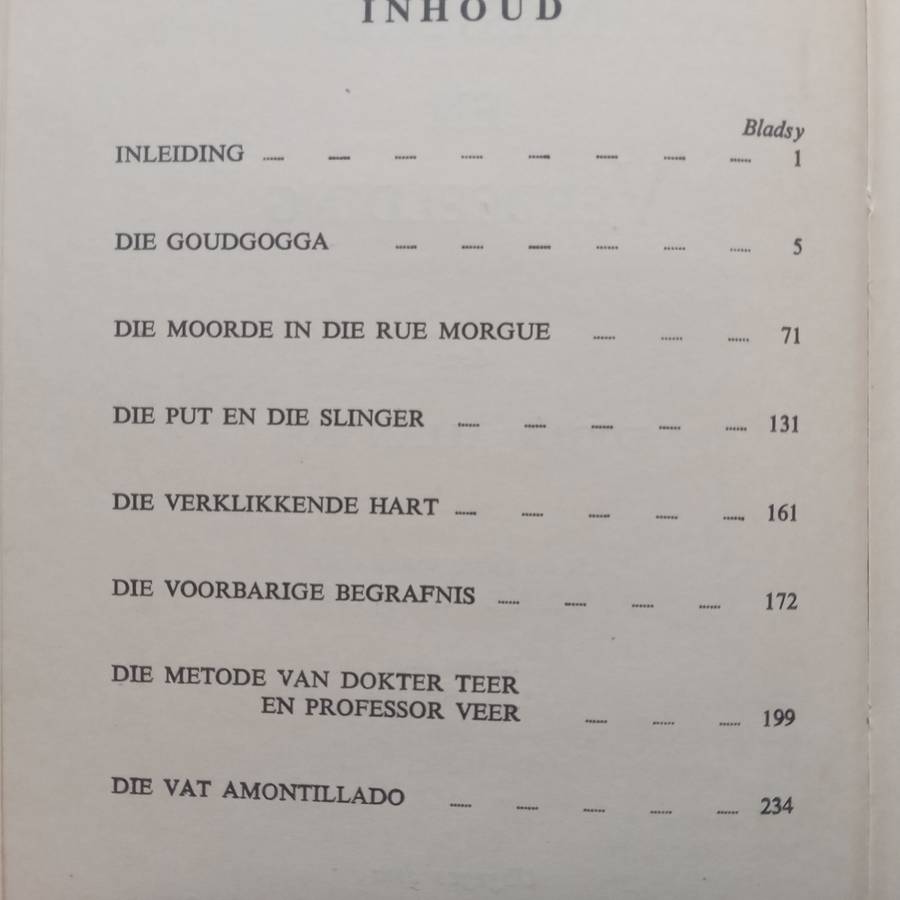 INHOUD
Bladsy
INLEIDING ...... ...... ...... ...... ...... ...... ...... ...... 1
DIE GOUDGOGGA ...... ...... ...... ...... ...... ...... 5
DIE MOORDE IN DIE RUE MORGUE ...... ...... ...... 71
DIE PUT EN DIE SLINGER ...... ...... ...... ...... ...... 131
DIE VERKLIKKENDE HART ...... ...... ...... ...... ...... 161
DIE VOORBARIGE BEGRAFNIS ...... ...... ...... ...... 172
DIE METODE VAN DOKTER TEER
EN PROFESSOR VEER ...... ...... ...... 199
DIE VAT AMONTILLADO ...... ...... ...... ...... ...... 234